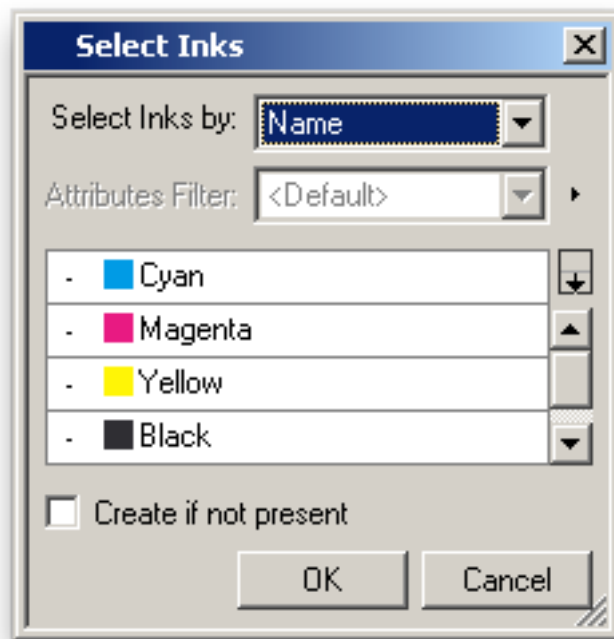 Select Inks
Select Inks by: Name
Attributes Filter: <Default>
- Cyan
- Magenta
- Yellow
- Black
Create if not present
OK Cancel